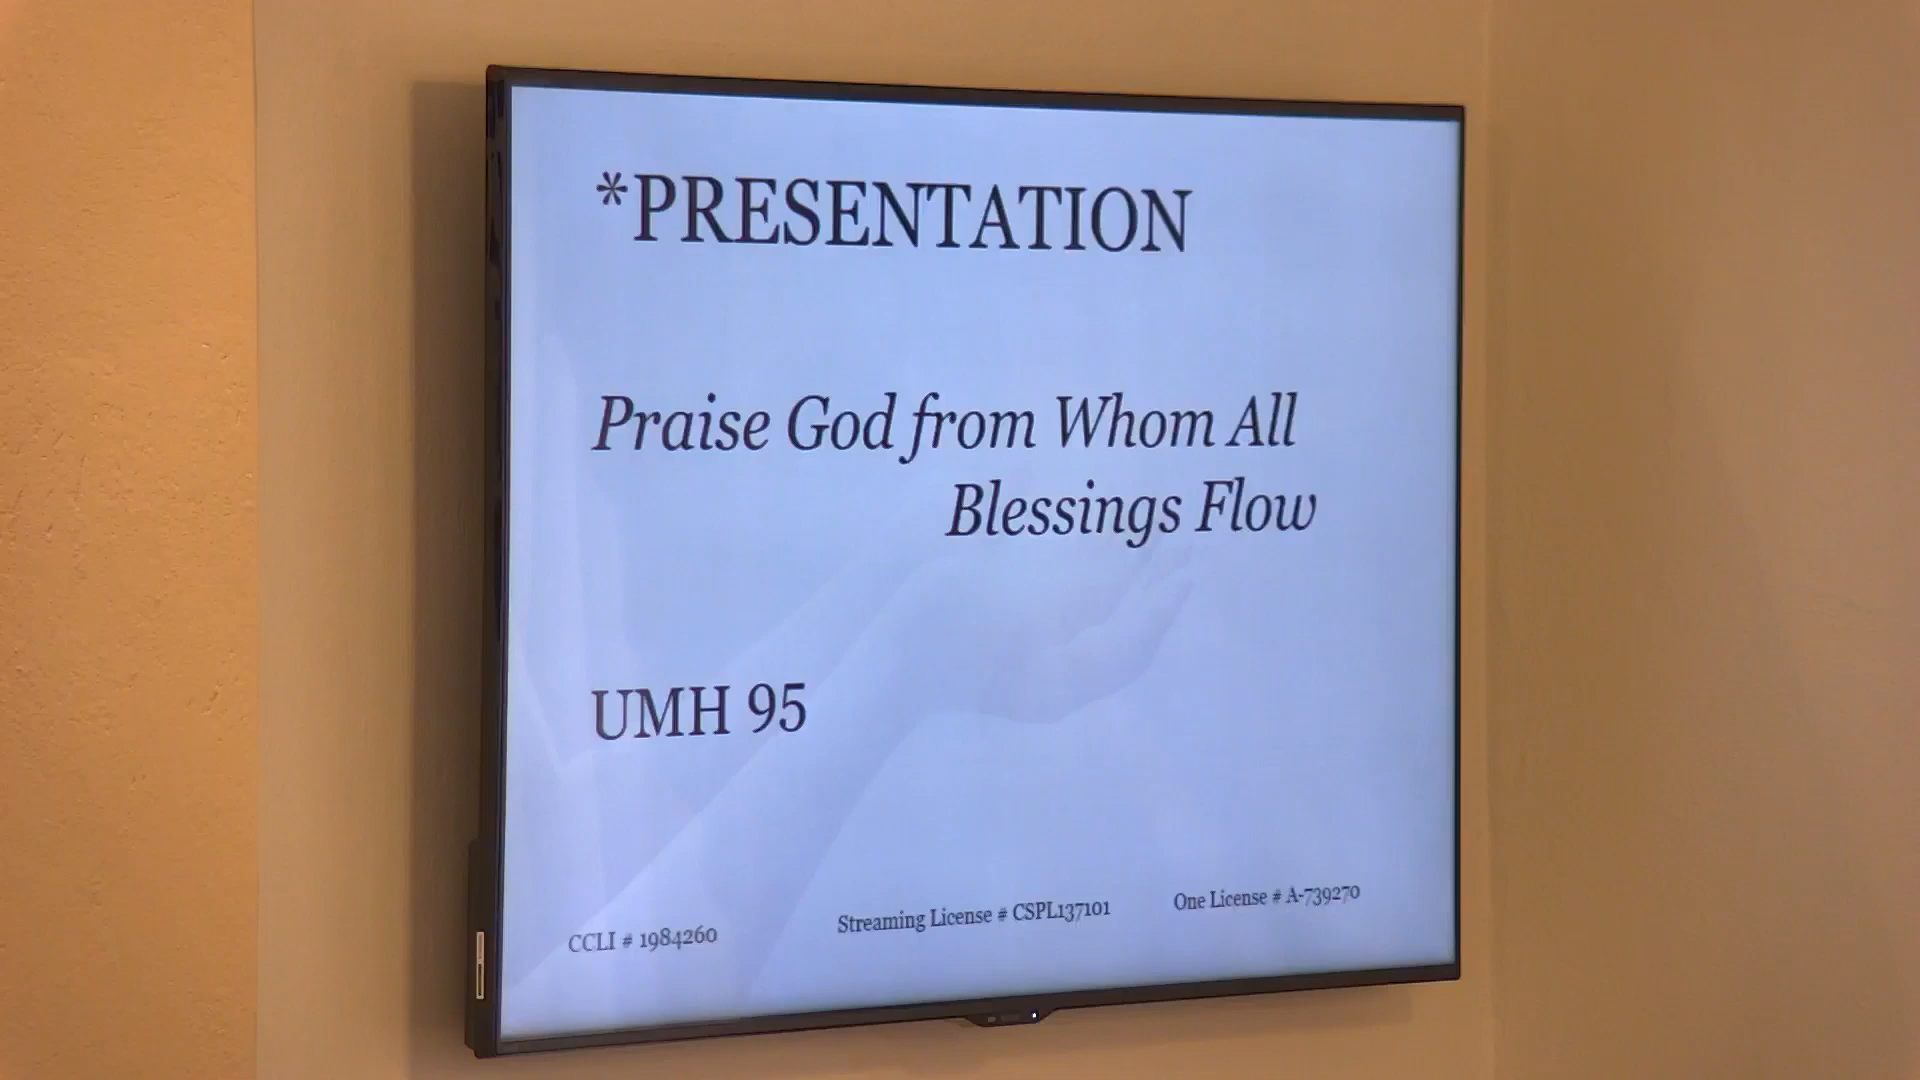 *PRESENTATION
Praise God from Whom All
Blessings Flow
UMH 95
CCLI # 1984260
Streaming License # CSPL137101
One License # A-739270